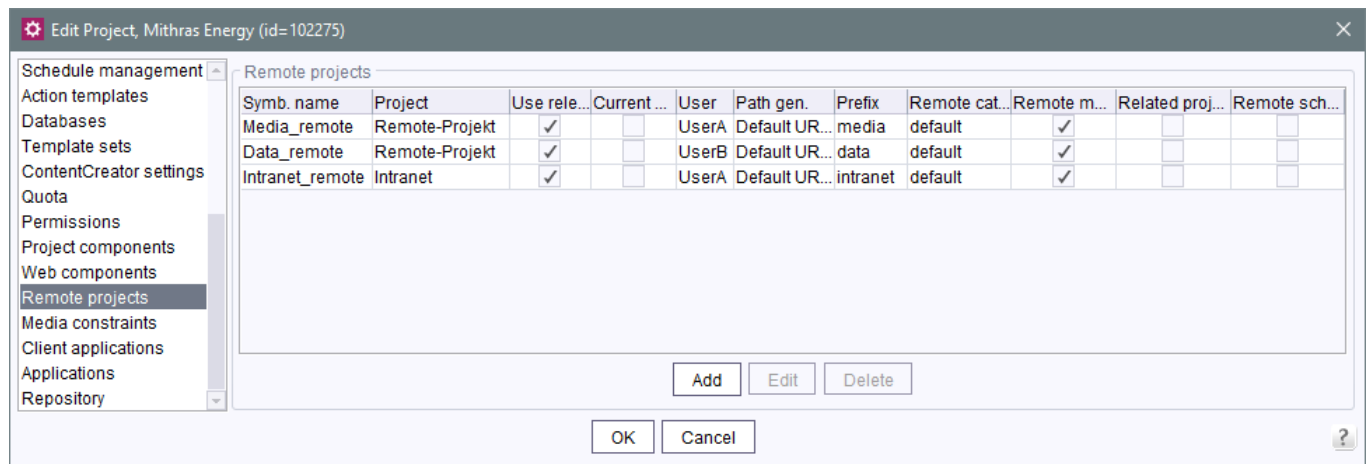 Edit Project, Mithras Energy (id=102275)
Schedule management
Action templates
Databases
Template sets
ContentCreator settings
Quota
Permissions
Project components
Web components
Remote projects
Media constraints
Client applications
Applications
Repository
Remote projects
Symb. name Project Use rele... Current ... User Path gen. Prefix Remote cat... Remote m... Related proj... Remote sch...
Media_remote Remote-Projekt UserA Default UR... media default
Data_remote Remote-Projekt UserB Default UR... data default
Intranet_remote Intranet UserA Default UR... intranet default
Add Edit Delete
OK Cancel ?